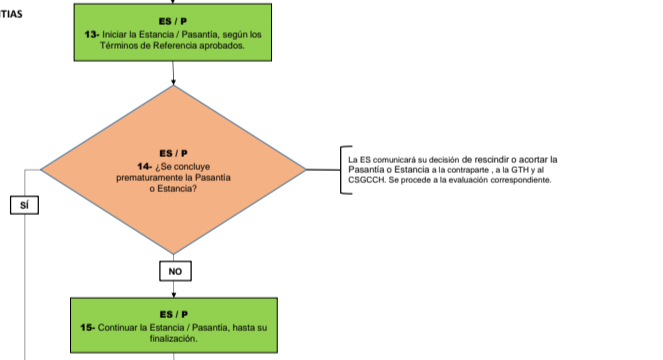 TIAS
ES / P
13- Iniciar la Estancia / Pasantía, según los
Términos de Referencia aprobados.
ES / P
14- ¿Se concluye
prematuramente la Pasantía
o Estancia?
La ES comunicará su decisión de rescindir o acortar la
Pasantía o Estancia a la contraparte , a la GTH y al
CSGCCH. Se procede a la evaluación correspondiente.
SÍ
NO
ES / P
15- Continuar la Estancia / Pasantía, hasta su
finalización.